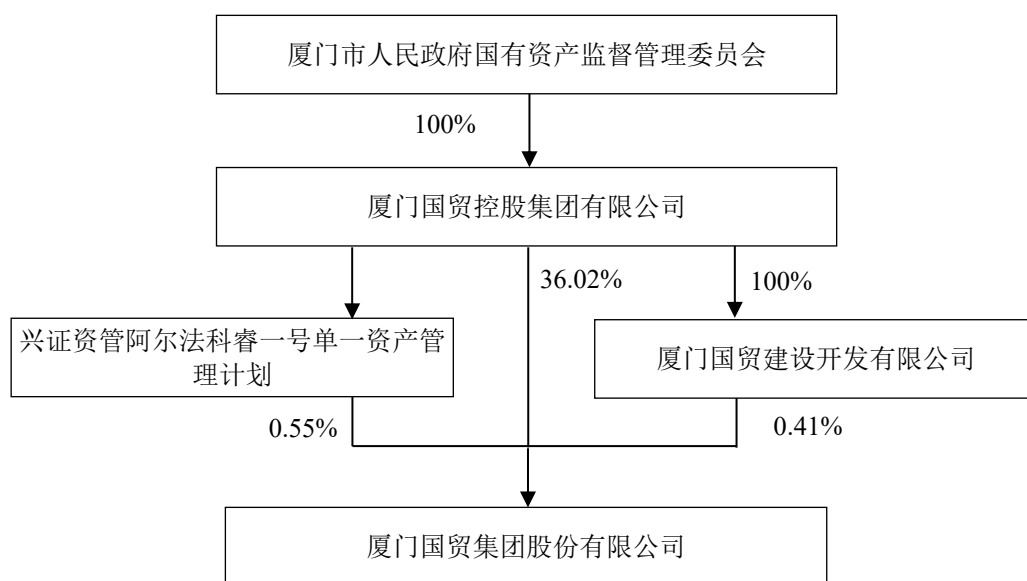 厦门市人民政府国有资产监督管理委员会
100%
厦门国贸控股集团有限公司
36.02%
100%
兴证资管阿尔法科睿一号单一资产管
理计划
厦门国贸建设开发有限公司
0.55%
0.41%
厦门国贸集团股份有限公司